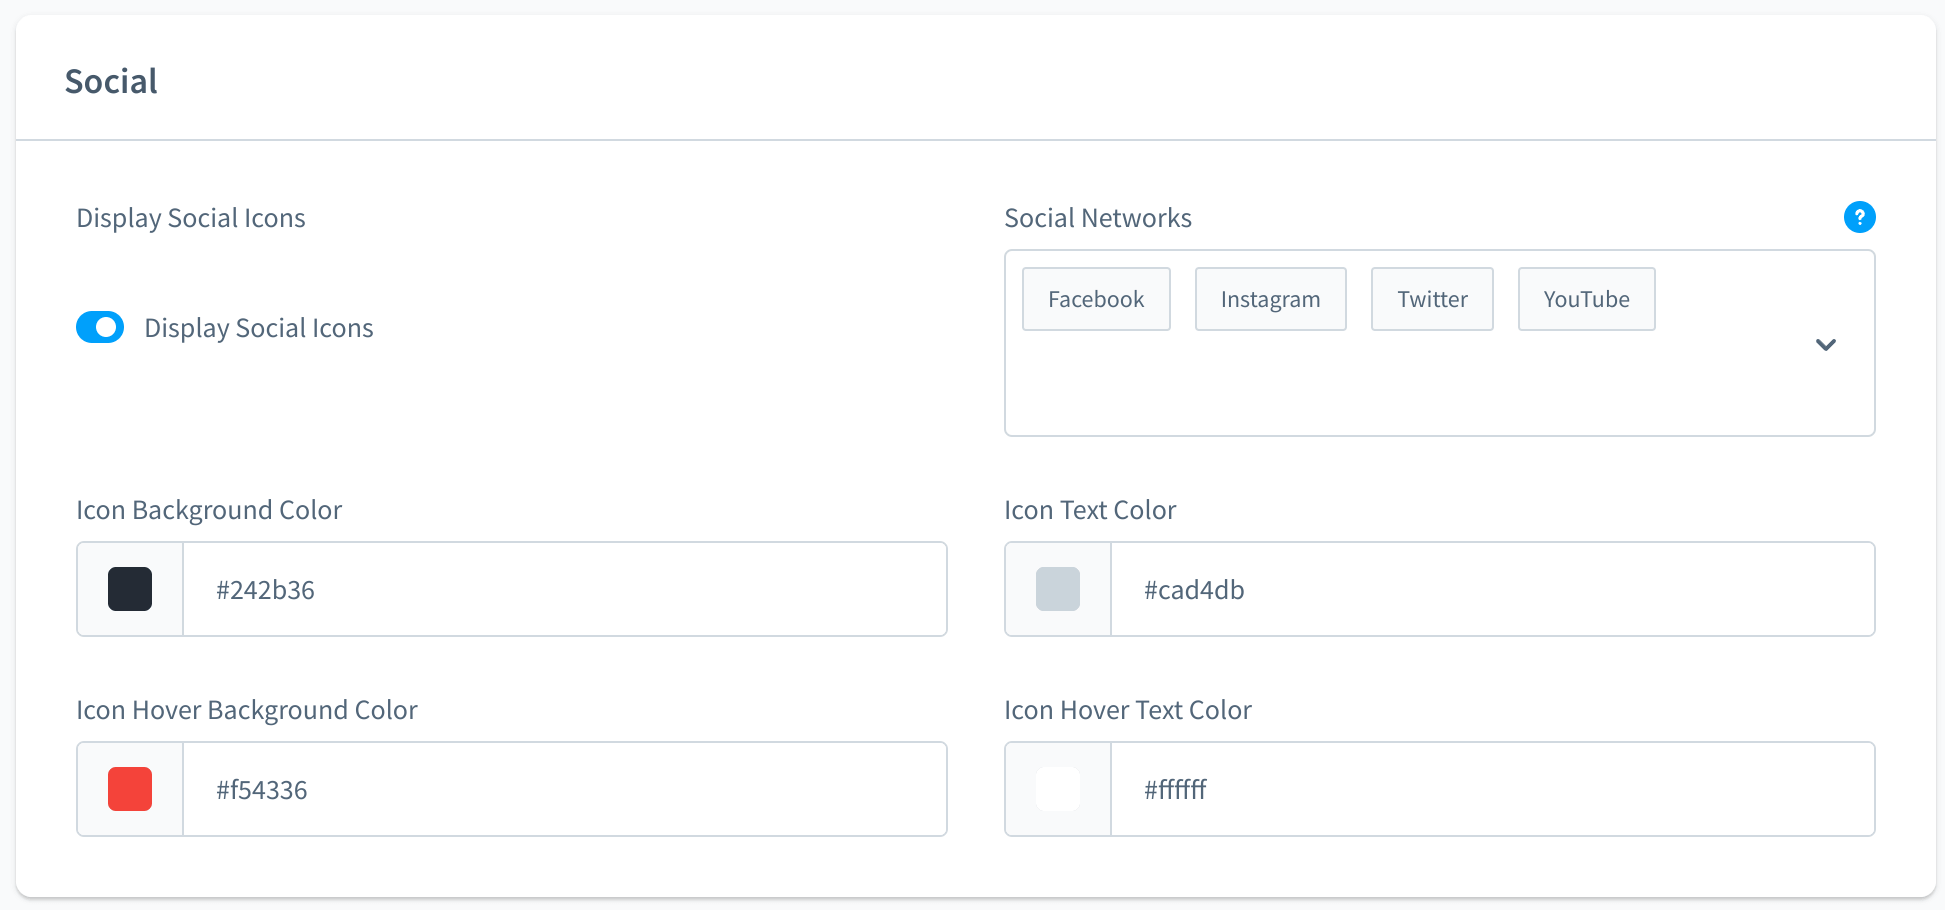 Social
Display Social Icons
Social Networks
?
Facebook
Instagram
Twitter
YouTube
Display Social Icons
Icon Background Color
Icon Text Color
#242b36
#cad4db
Icon Hover Background Color
Icon Hover Text Color
#f54336
#ffffff